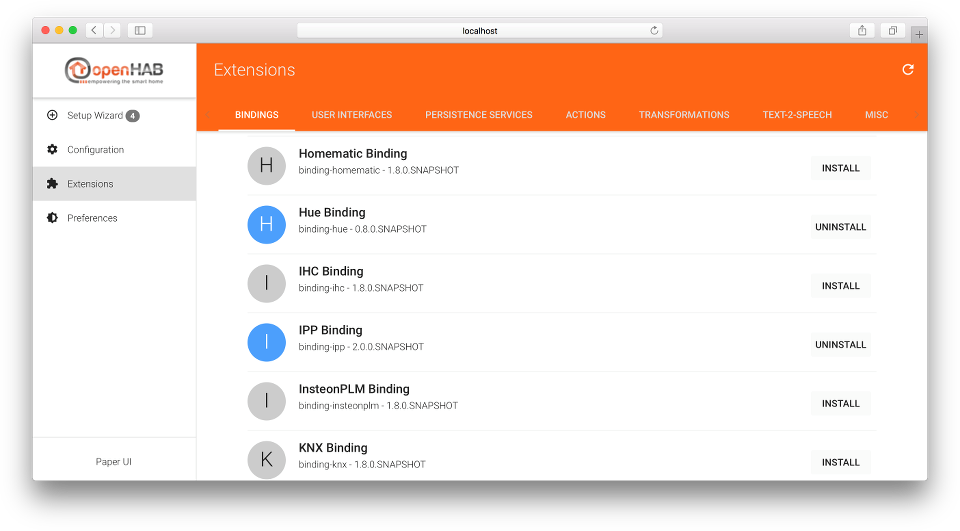 localhost
openHAB
empowering the smart home
Setup Wizard 4
Configuration
Extensions
Preferences
Paper UI
Extensions
BINDINGS USER INTERFACES PERSISTENCE SERVICES ACTIONS TRANSFORMATIONS TEXT-2-SPEECH MISC
H
Homematic Binding
binding-homematic - 1.8.0.SNAPSHOT
INSTALL
H
Hue Binding
binding-hue - 0.8.0.SNAPSHOT
UNINSTALL
I
IHC Binding
binding-ihc - 1.8.0.SNAPSHOT
INSTALL
I
IPP Binding
binding-ipp - 2.0.0.SNAPSHOT
UNINSTALL
I
InsteonPLM Binding
binding-insteonplm - 1.8.0.SNAPSHOT
INSTALL
K
KNX Binding
binding-knx - 1.8.0.SNAPSHOT
INSTALL